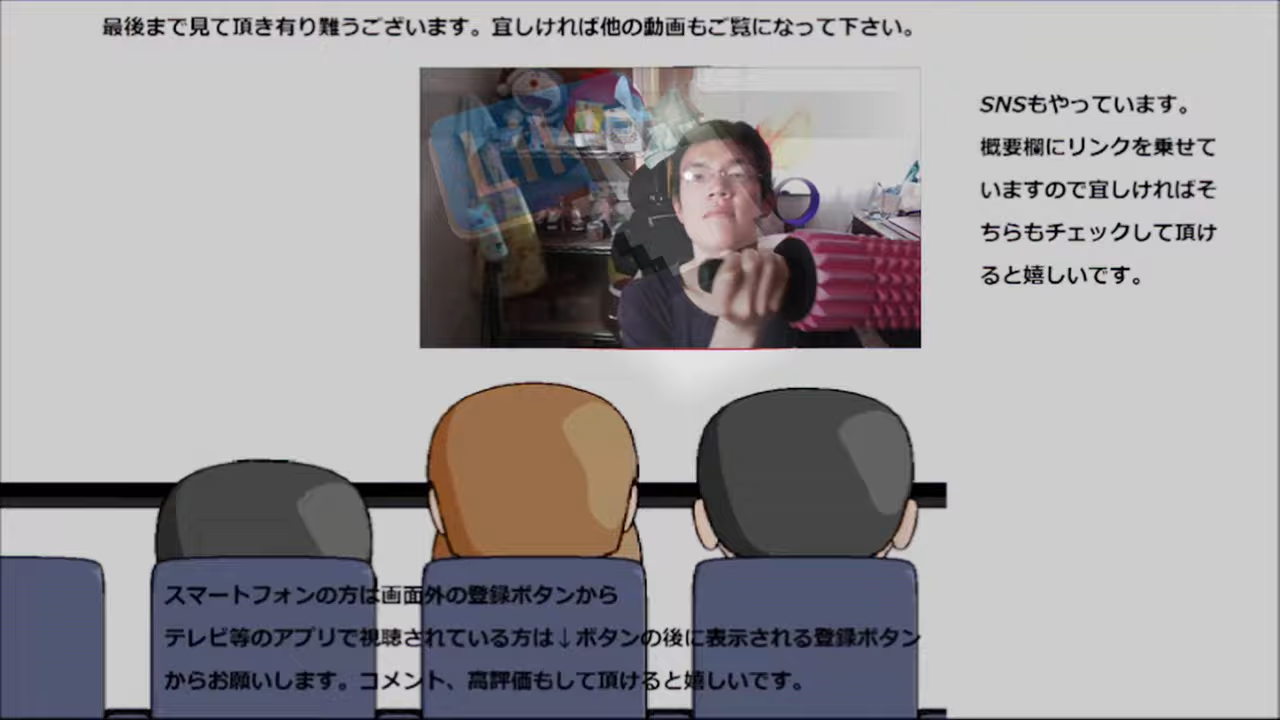 最後まで見て頂き有り難うございます。宜しければ他の動画もご覧になって下さい。
SNSもやっています。
概要欄にリンクを乗せて
いますので宜しければそ
ちらもチェックして頂け
ると嬉しいです。
スマートフォンの方は画面外の登録ボタンから
テレビ等のアプリで視聴されている方は↓ボタンの後に表示される登録ボタン
からお願いします。コメント、高評価もして頂けると嬉しいです。